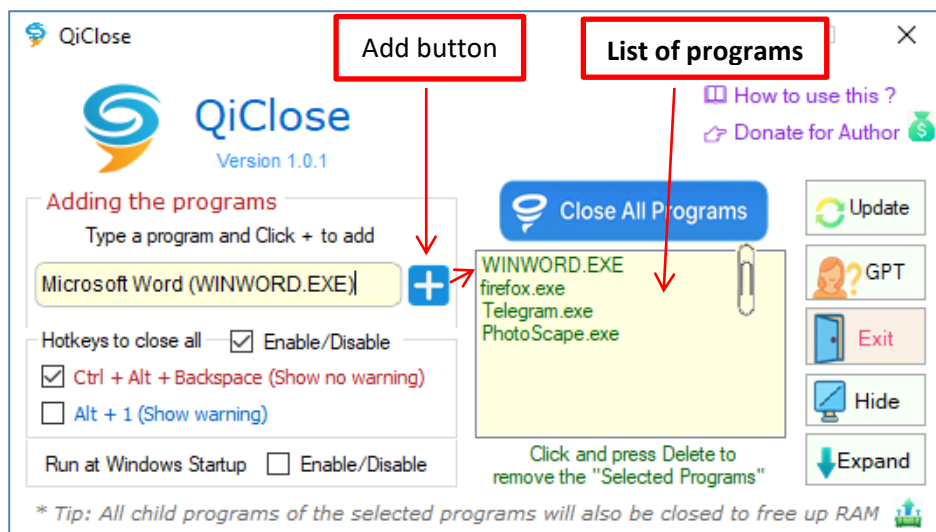 QiClose
Add button
List of programs
How to use this ?
Donate for Author
QiClose
Version 1.0.1
Adding the programs
Type a program and Click + to add
Microsoft Word (WINWORD.EXE)
Close All Programs
WINWORD.EXE
firefox.exe
Telegram.exe
PhotoScape.exe
Update
GPT
Exit
Hide
Expand
Hotkeys to close all Enable/Disable
Ctrl + Alt + Backspace (Show no warning)
Alt + 1 (Show warning)
Run at Windows Startup Enable/Disable
Click and press Delete to
remove the "Selected Programs"
* Tip: All child programs of the selected programs will also be closed to free up RAM